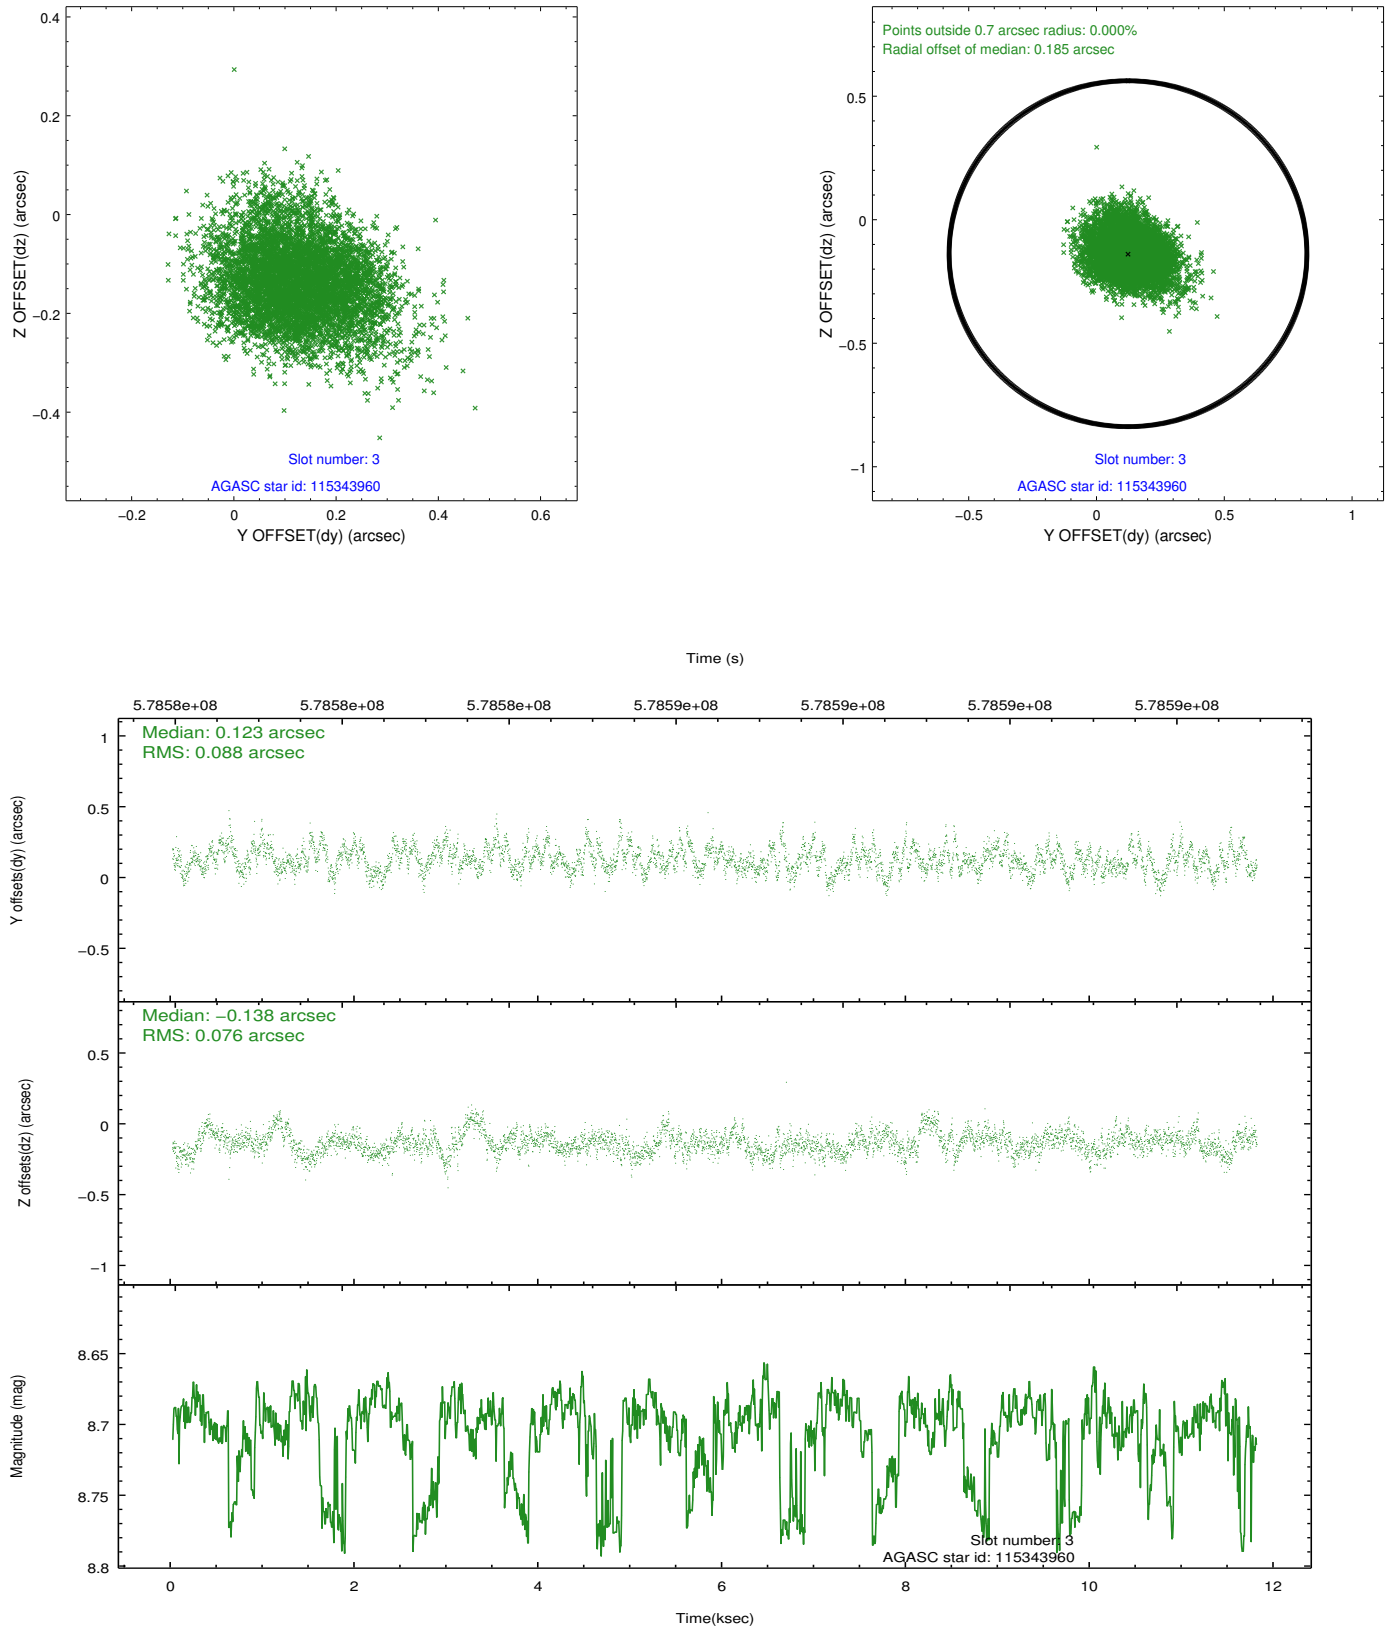 0.4
0.2
0
−0.2
−0.4
Z OFFSET(dz) (arcsec)
Slot number: 3
AGASC star id: 115343960
−0.2 0 0.2 0.4 0.6
Y OFFSET(dy) (arcsec)
Points outside 0.7 arcsec radius: 0.000%
Radial offset of median: 0.185 arcsec
0.5
0
−0.5
−1
Z OFFSET(dz) (arcsec)
Slot number: 3
AGASC star id: 115343960
−0.5 0 0.5 1
Y OFFSET(dy) (arcsec)
Time (s)
5.7858e+08 5.7858e+08 5.7858e+08 5.7859e+08 5.7859e+08 5.7859e+08 5.7859e+08
Median: 0.123 arcsec
RMS: 0.088 arcsec
1
0.5
0
−0.5
Y offsets(dy) (arcsec)
Median: −0.138 arcsec
RMS: 0.076 arcsec
0.5
0
−0.5
−1
Z offsets(dz) (arcsec)
8.65
8.7
8.75
8.8
Magnitude (mag)
Slot number: 3
AGASC star id: 115343960
0 2 4 6 8 10 12
Time(ksec)